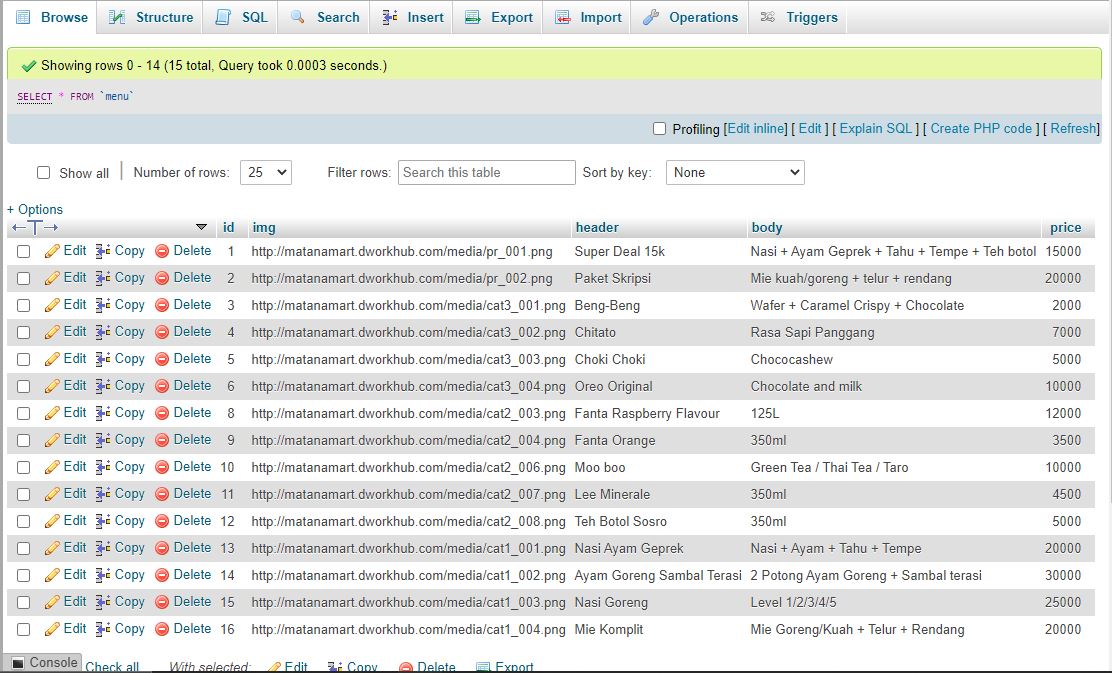 Browse Structure SQL Search Insert Export Import Operations Triggers
Showing rows 0 - 14 (15 total, Query took 0.0003 seconds.)
SELECT * FROM `menu`
Profiling [Edit inline] [ Edit ] [ Explain SQL ] [ Create PHP code ] [ Refresh]
Show all Number of rows: 25 Filter rows: Search this table Sort by key: None
+ Options
←T→ id img header body price
Edit Copy Delete 1 http://matanamart.dworkhub.com/media/pr_001.png Super Deal 15k Nasi + Ayam Geprek + Tahu + Tempe + Teh botol 15000
Edit Copy Delete 2 http://matanamart.dworkhub.com/media/pr_002.png Paket Skripsi Mie kuah/goreng + telur + rendang 20000
Edit Copy Delete 3 http://matanamart.dworkhub.com/media/cat3_001.png Beng-Beng Wafer + Caramel Crispy + Chocolate 2000
Edit Copy Delete 4 http://matanamart.dworkhub.com/media/cat3_002.png Chitato Rasa Sapi Panggang 7000
Edit Copy Delete 5 http://matanamart.dworkhub.com/media/cat3_003.png Choki Choki Chococashew 5000
Edit Copy Delete 6 http://matanamart.dworkhub.com/media/cat3_004.png Oreo Original Chocolate and milk 10000
Edit Copy Delete 8 http://matanamart.dworkhub.com/media/cat2_003.png Fanta Raspberry Flavour 125L 12000
Edit Copy Delete 9 http://matanamart.dworkhub.com/media/cat2_004.png Fanta Orange 350ml 3500
Edit Copy Delete 10 http://matanamart.dworkhub.com/media/cat2_006.png Moo boo Green Tea / Thai Tea / Taro 10000
Edit Copy Delete 11 http://matanamart.dworkhub.com/media/cat2_007.png Lee Minerale 350ml 4500
Edit Copy Delete 12 http://matanamart.dworkhub.com/media/cat2_008.png Teh Botol Sosro 350ml 5000
Edit Copy Delete 13 http://matanamart.dworkhub.com/media/cat1_001.png Nasi Ayam Geprek Nasi + Ayam + Tahu + Tempe 20000
Edit Copy Delete 14 http://matanamart.dworkhub.com/media/cat1_002.png Ayam Goreng Sambal Terasi 2 Potong Ayam Goreng + Sambal terasi 30000
Edit Copy Delete 15 http://matanamart.dworkhub.com/media/cat1_003.png Nasi Goreng Level 1/2/3/4/5 25000
Edit Copy Delete 16 http://matanamart.dworkhub.com/media/cat1_004.png Mie Komplit Mie Goreng/Kuah + Telur + Rendang 20000
Console Check all With selected: Edit Copy Delete Export